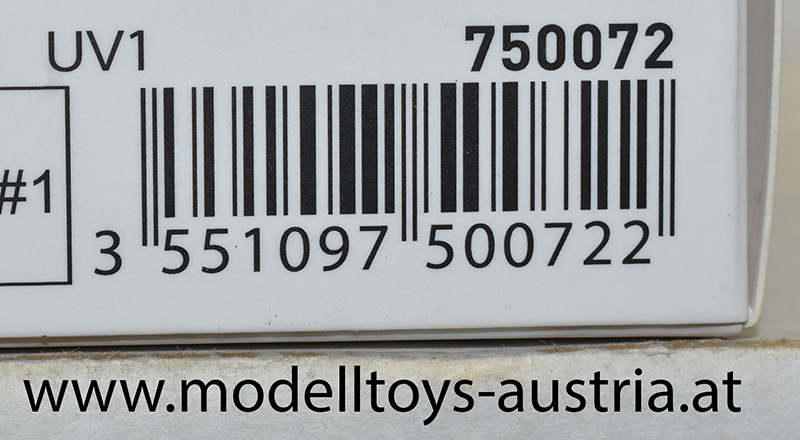 UV1 750072
#1
3 551097 500722
www.modelltoys-austria.at